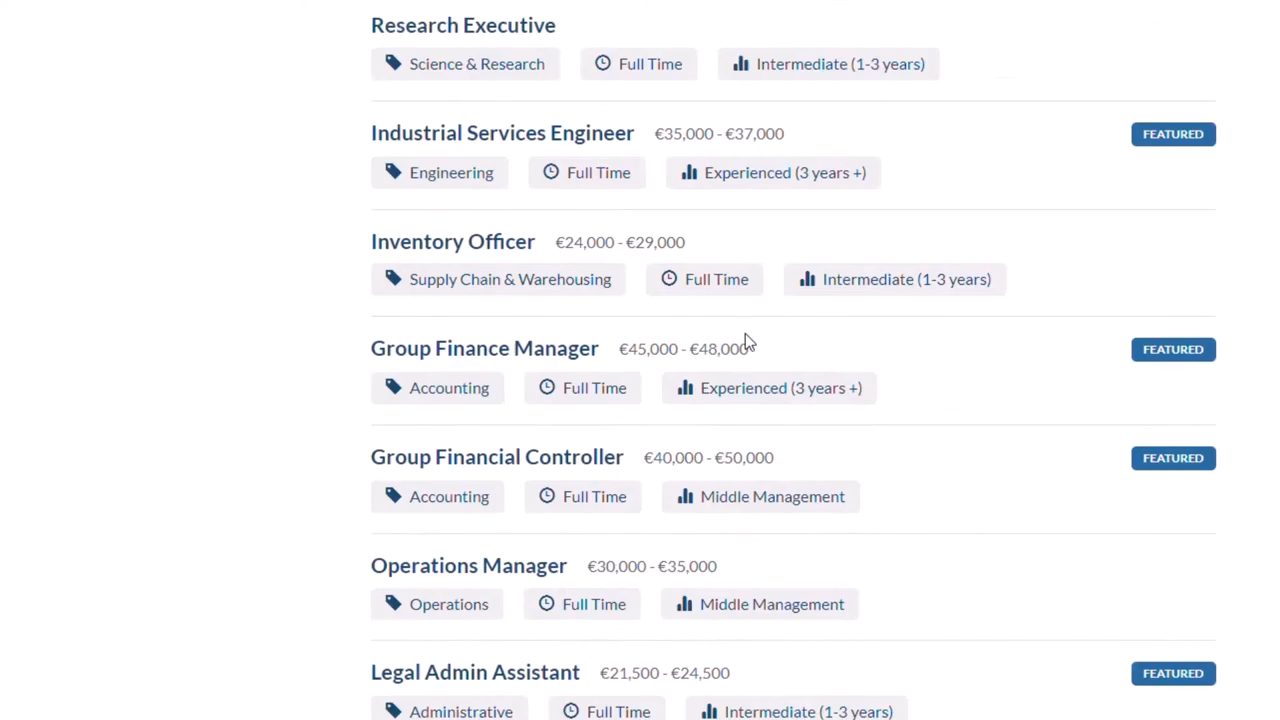 Research Executive
Science & Research Full Time Intermediate (1-3 years)
Industrial Services Engineer €35,000 - €37,000 FEATURED
Engineering Full Time Experienced (3 years +)
Inventory Officer €24,000 - €29,000
Supply Chain & Warehousing Full Time Intermediate (1-3 years)
Group Finance Manager €45,000 - €48,000 FEATURED
Accounting Full Time Experienced (3 years +)
Group Financial Controller €40,000 - €50,000 FEATURED
Accounting Full Time Middle Management
Operations Manager €30,000 - €35,000
Operations Full Time Middle Management
Legal Admin Assistant €21,500 - €24,500 FEATURED
Administrative Full Time Intermediate (1-3 years)